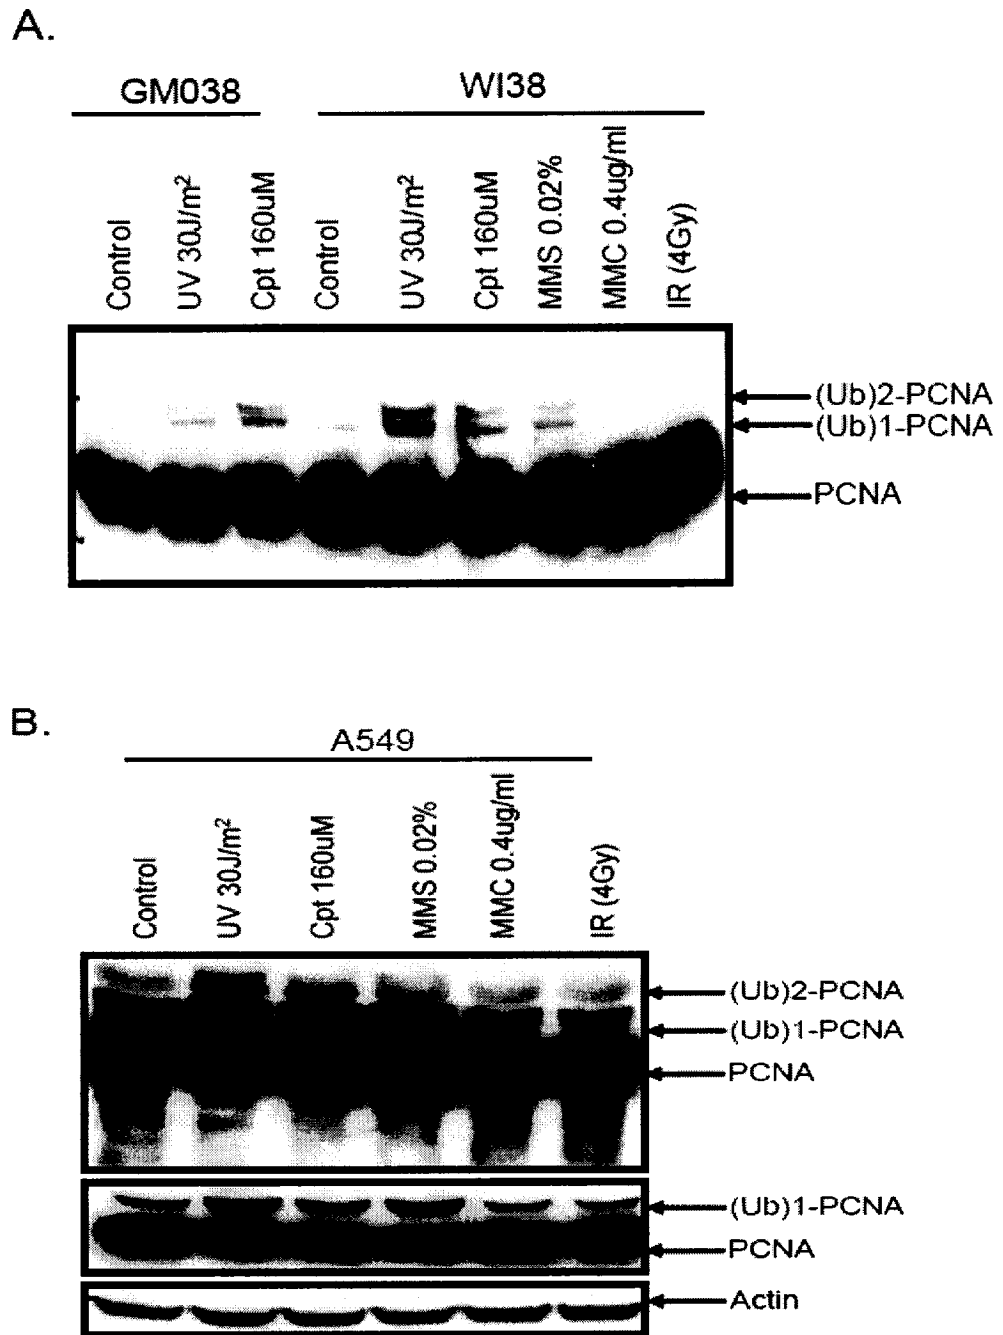 A.
GM038 WI38
Control
UV 30J/m²
Cpt 160uM
Control
UV 30J/m²
Cpt 160uM
MMS 0.02%
MMC 0.4ug/ml
IR (4Gy)
(Ub)2-PCNA
(Ub)1-PCNA
PCNA
B.
A549
Control
UV 30J/m²
Cpt 160uM
MMS 0.02%
MMC 0.4ug/ml
IR (4Gy)
(Ub)2-PCNA
(Ub)1-PCNA
PCNA
(Ub)1-PCNA
PCNA
Actin